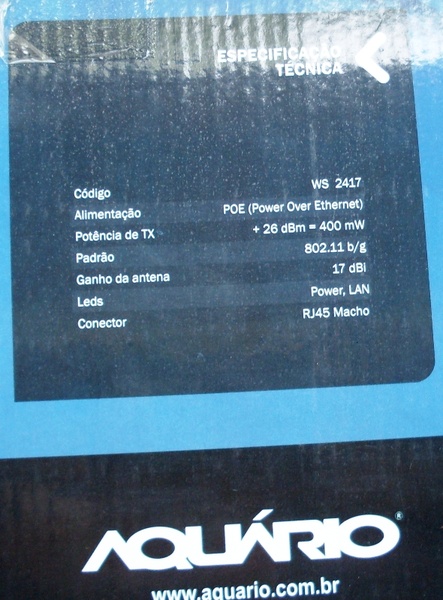 ESPECIFICAÇÃO
TÉCNICA
Código WS 2417
Alimentação POE (Power Over Ethernet)
Potência de TX + 26 dBm = 400 mW
Padrão 802.11 b/g
Ganho da antena 17 dBi
Leds Power, LAN
Conector RJ45 Macho
AQUÁRIO®
www.aquario.com.br